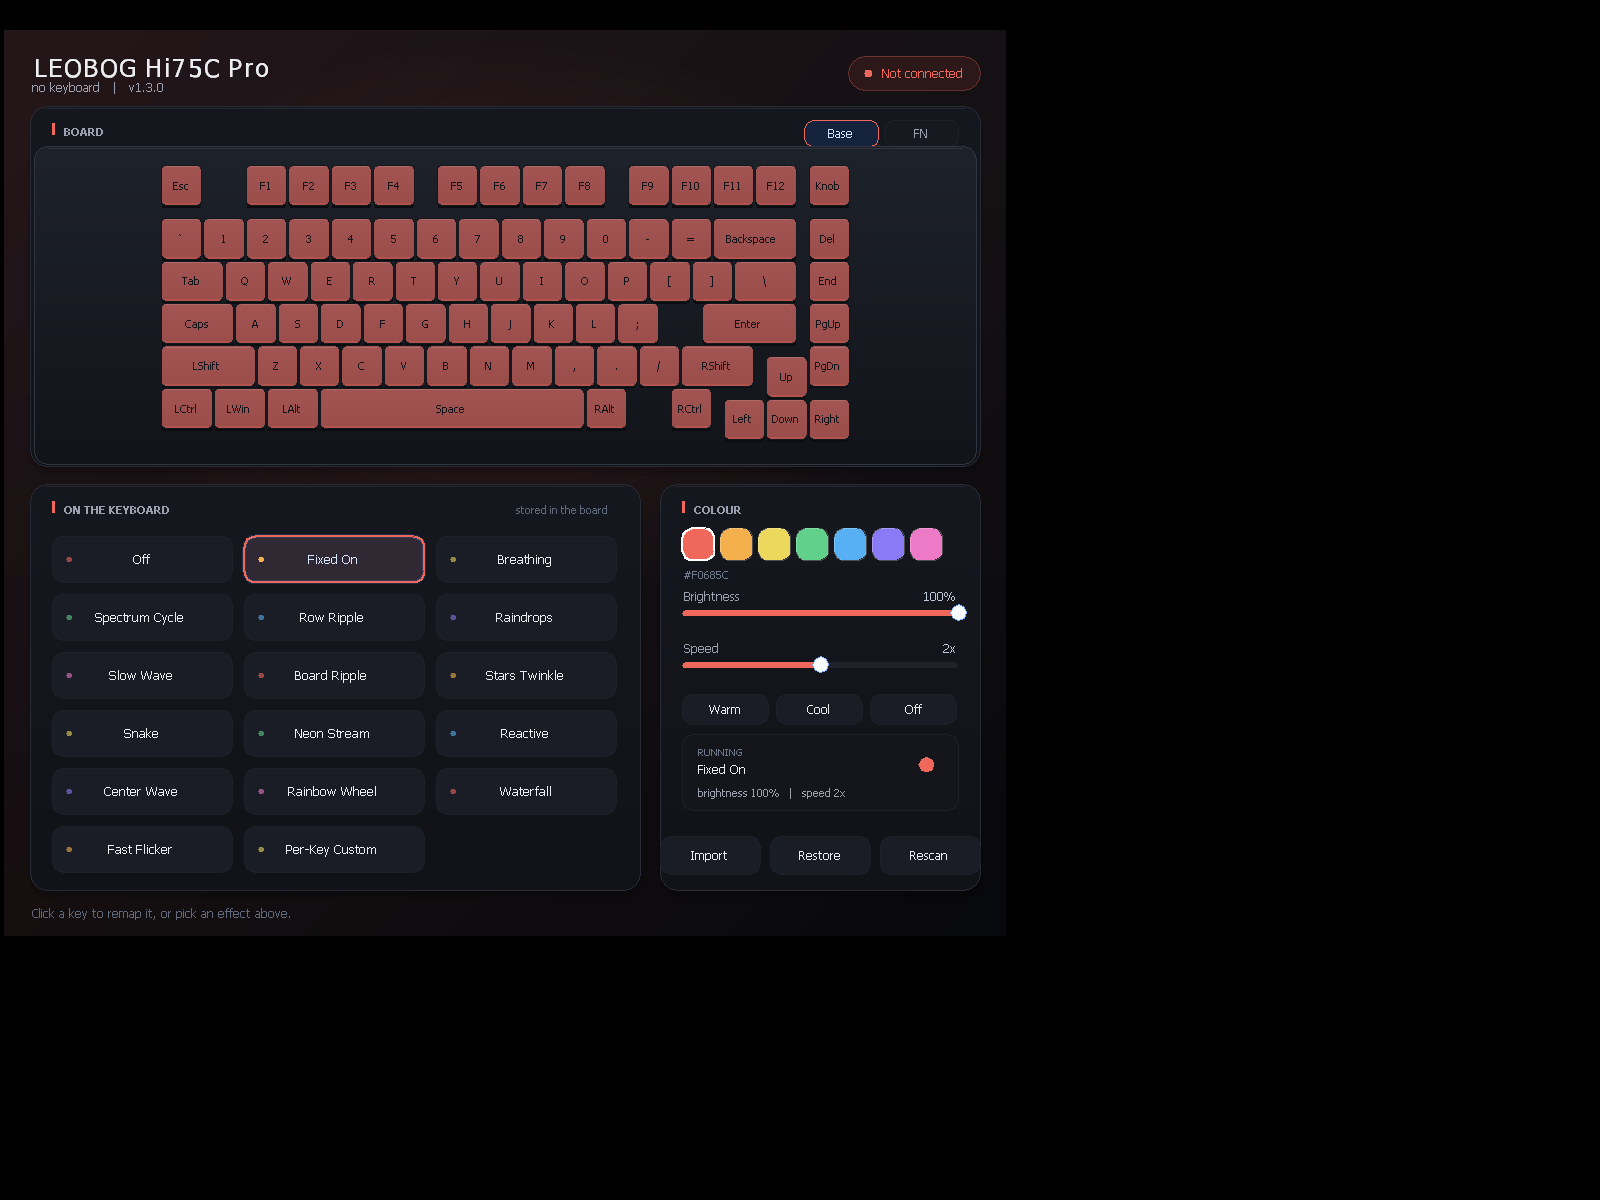 LEOBOG Hi75C Pro
no keyboard | v1.3.0
Not connected
BOARD
Base FN
Esc F1 F2 F3 F4 F5 F6 F7 F8 F9 F10 F11 F12 Knob
` 1 2 3 4 5 6 7 8 9 0 - = Backspace Del
Tab Q W E R T Y U I O P [ ] \ End
Caps A S D F G H J K L ; Enter PgUp
LShift Z X C V B N M , . / RShift Up PgDn
LCtrl LWin LAlt Space RAlt RCtrl Left Down Right
ON THE KEYBOARD stored in the board
Off Fixed On Breathing
Spectrum Cycle Row Ripple Raindrops
Slow Wave Board Ripple Stars Twinkle
Snake Neon Stream Reactive
Center Wave Rainbow Wheel Waterfall
Fast Flicker Per-Key Custom
COLOUR
#F0685C
Brightness 100%
Speed 2x
Warm Cool Off
RUNNING
Fixed On
brightness 100% | speed 2x
Import Restore Rescan
Click a key to remap it, or pick an effect above.